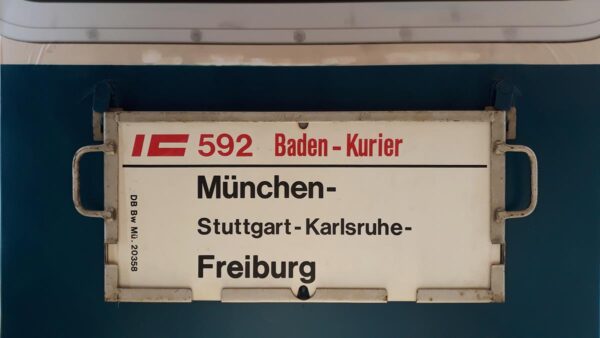 IC 592 Baden-Kurier
München-
Stuttgart-Karlsruhe-
Freiburg
DB Bw Mü. 20358